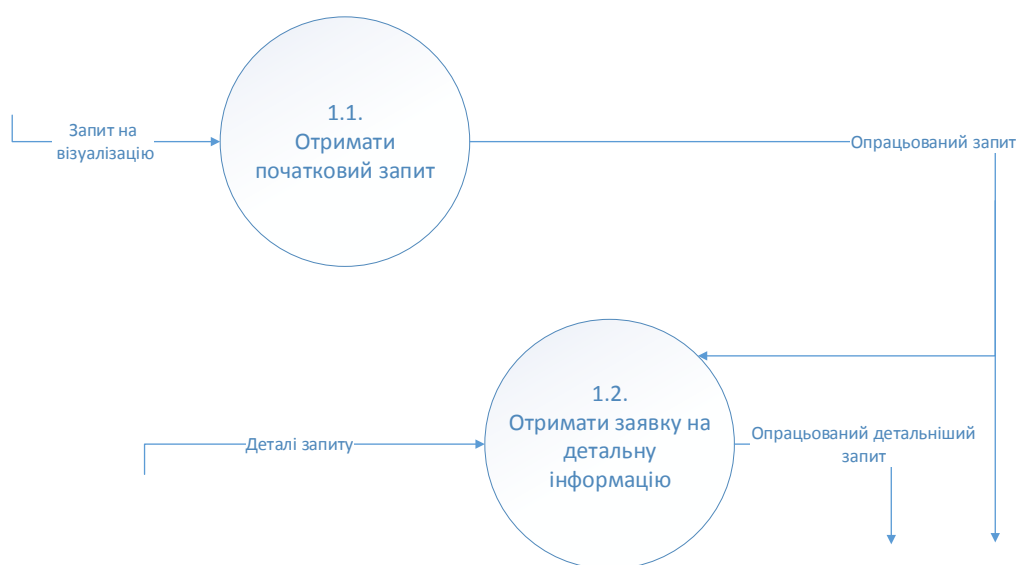 1.1.
Отримати
початковий запит
Запит на
візуалізацію
Опрацьований запит
1.2.
Отримати заявку на
детальну
інформацію
Деталі запиту
Опрацьований детальніший
запит